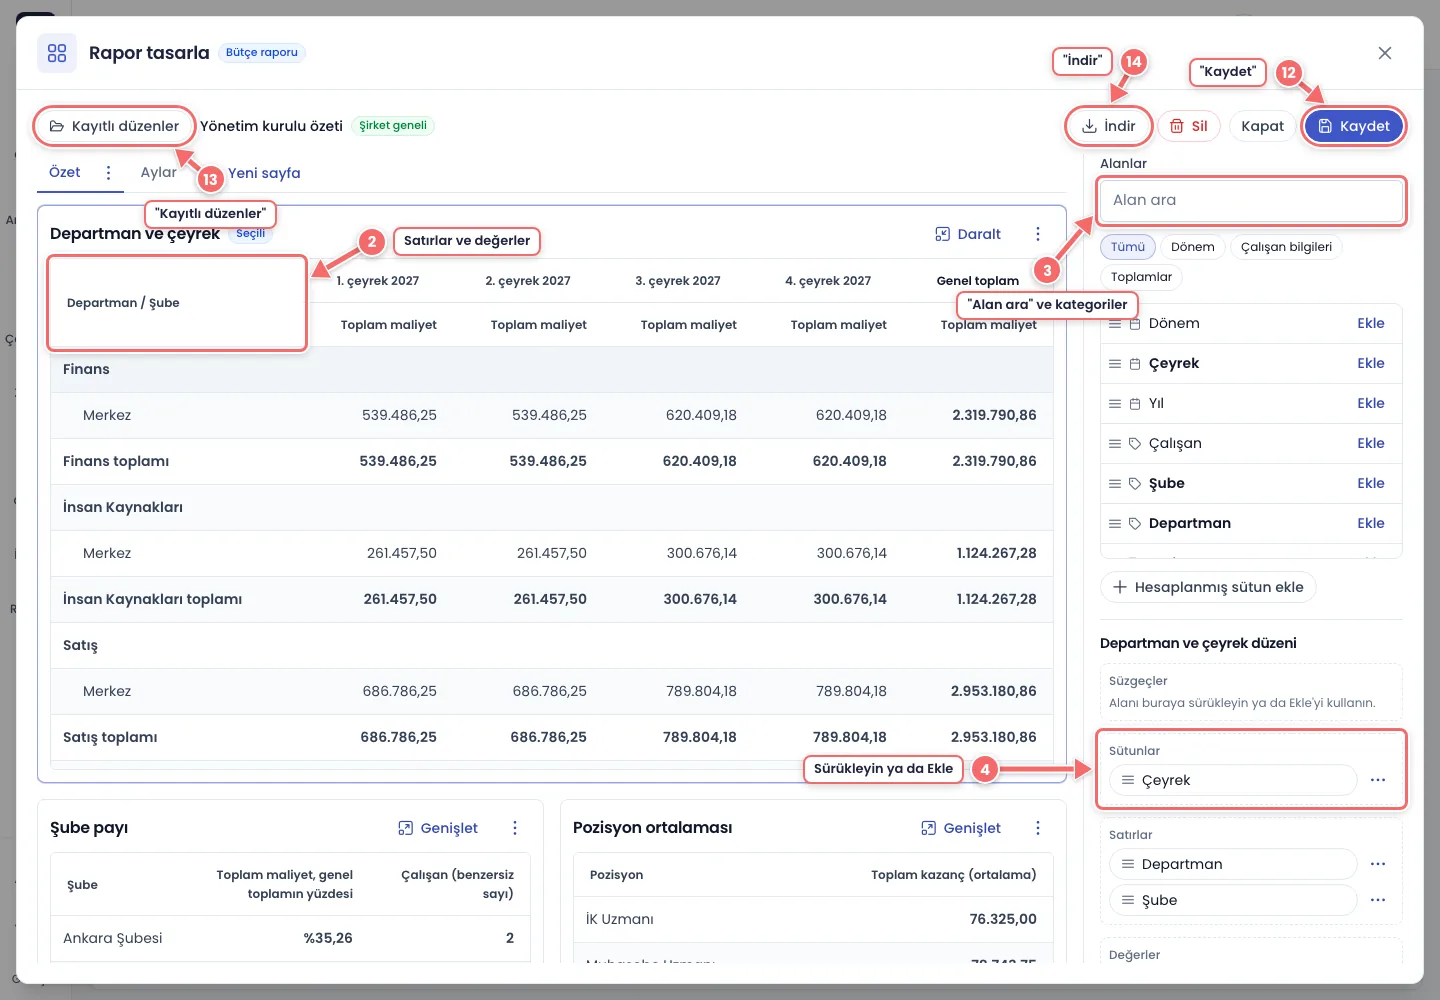 Rapor tasarla
Bütçe raporu
"İndir"
14
"Kaydet"
12
Kayıtlı düzenler
Yönetim kurulu özeti
Şirket geneli
İndir
Sil
Kapat
Kaydet
Özet
Aylar
13
Yeni sayfa
"Kayıtlı düzenler"
Departman ve çeyrek
Seçili
2
Satırlar ve değerler
Daralt
Departman / Şube
1. çeyrek 2027
2. çeyrek 2027
3. çeyrek 2027
4. çeyrek 2027
Genel toplam
Toplam maliyet
Toplam maliyet
Toplam maliyet
Toplam maliyet
Toplam maliyet
Finans
Merkez 539.486,25 539.486,25 620.409,18 620.409,18 2.319.790,86
Finans toplamı 539.486,25 539.486,25 620.409,18 620.409,18 2.319.790,86
İnsan Kaynakları
Merkez 261.457,50 261.457,50 300.676,14 300.676,14 1.124.267,28
İnsan Kaynakları toplamı 261.457,50 261.457,50 300.676,14 300.676,14 1.124.267,28
Satış
Merkez 686.786,25 686.786,25 789.804,18 789.804,18 2.953.180,86
Satış toplamı 686.786,25 686.786,25 789.804,18 789.804,18 2.953.180,86
Sürükleyin ya da Ekle
4
Şube payı
Genişlet
Şube
Toplam maliyet, genel
toplamın yüzdesi
Çalışan (benzersiz
sayı)
Ankara Şubesi %35,26 2
Pozisyon ortalaması
Genişlet
Pozisyon
Toplam kazanç (ortalama)
İK Uzmanı 76.325,00
Alanlar
Alan ara
3
"Alan ara" ve kategoriler
Tümü
Dönem
Çalışan bilgileri
Toplamlar
Dönem Ekle
Çeyrek Ekle
Yıl Ekle
Çalışan Ekle
Şube Ekle
Departman Ekle
Hesaplanmış sütun ekle
Departman ve çeyrek düzeni
Süzgeçler
Alanı buraya sürükleyin ya da Ekle'yi kullanın.
Sütunlar
Çeyrek
Satırlar
Departman
Şube
Değerler